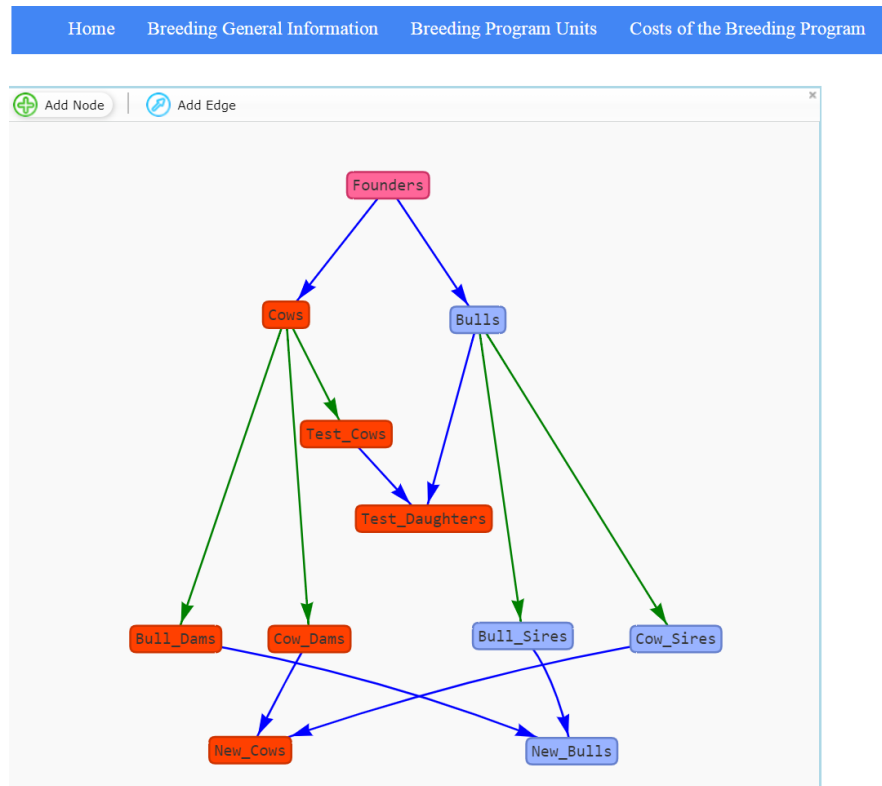 Home Breeding General Information Breeding Program Units Costs of the Breeding Program
Add Node Add Edge
Founders
Cows
Bulls
Test_Cows
Test_Daughters
Bull_Dams Cow_Dams Bull_Sires Cow_Sires
New_Cows New_Bulls